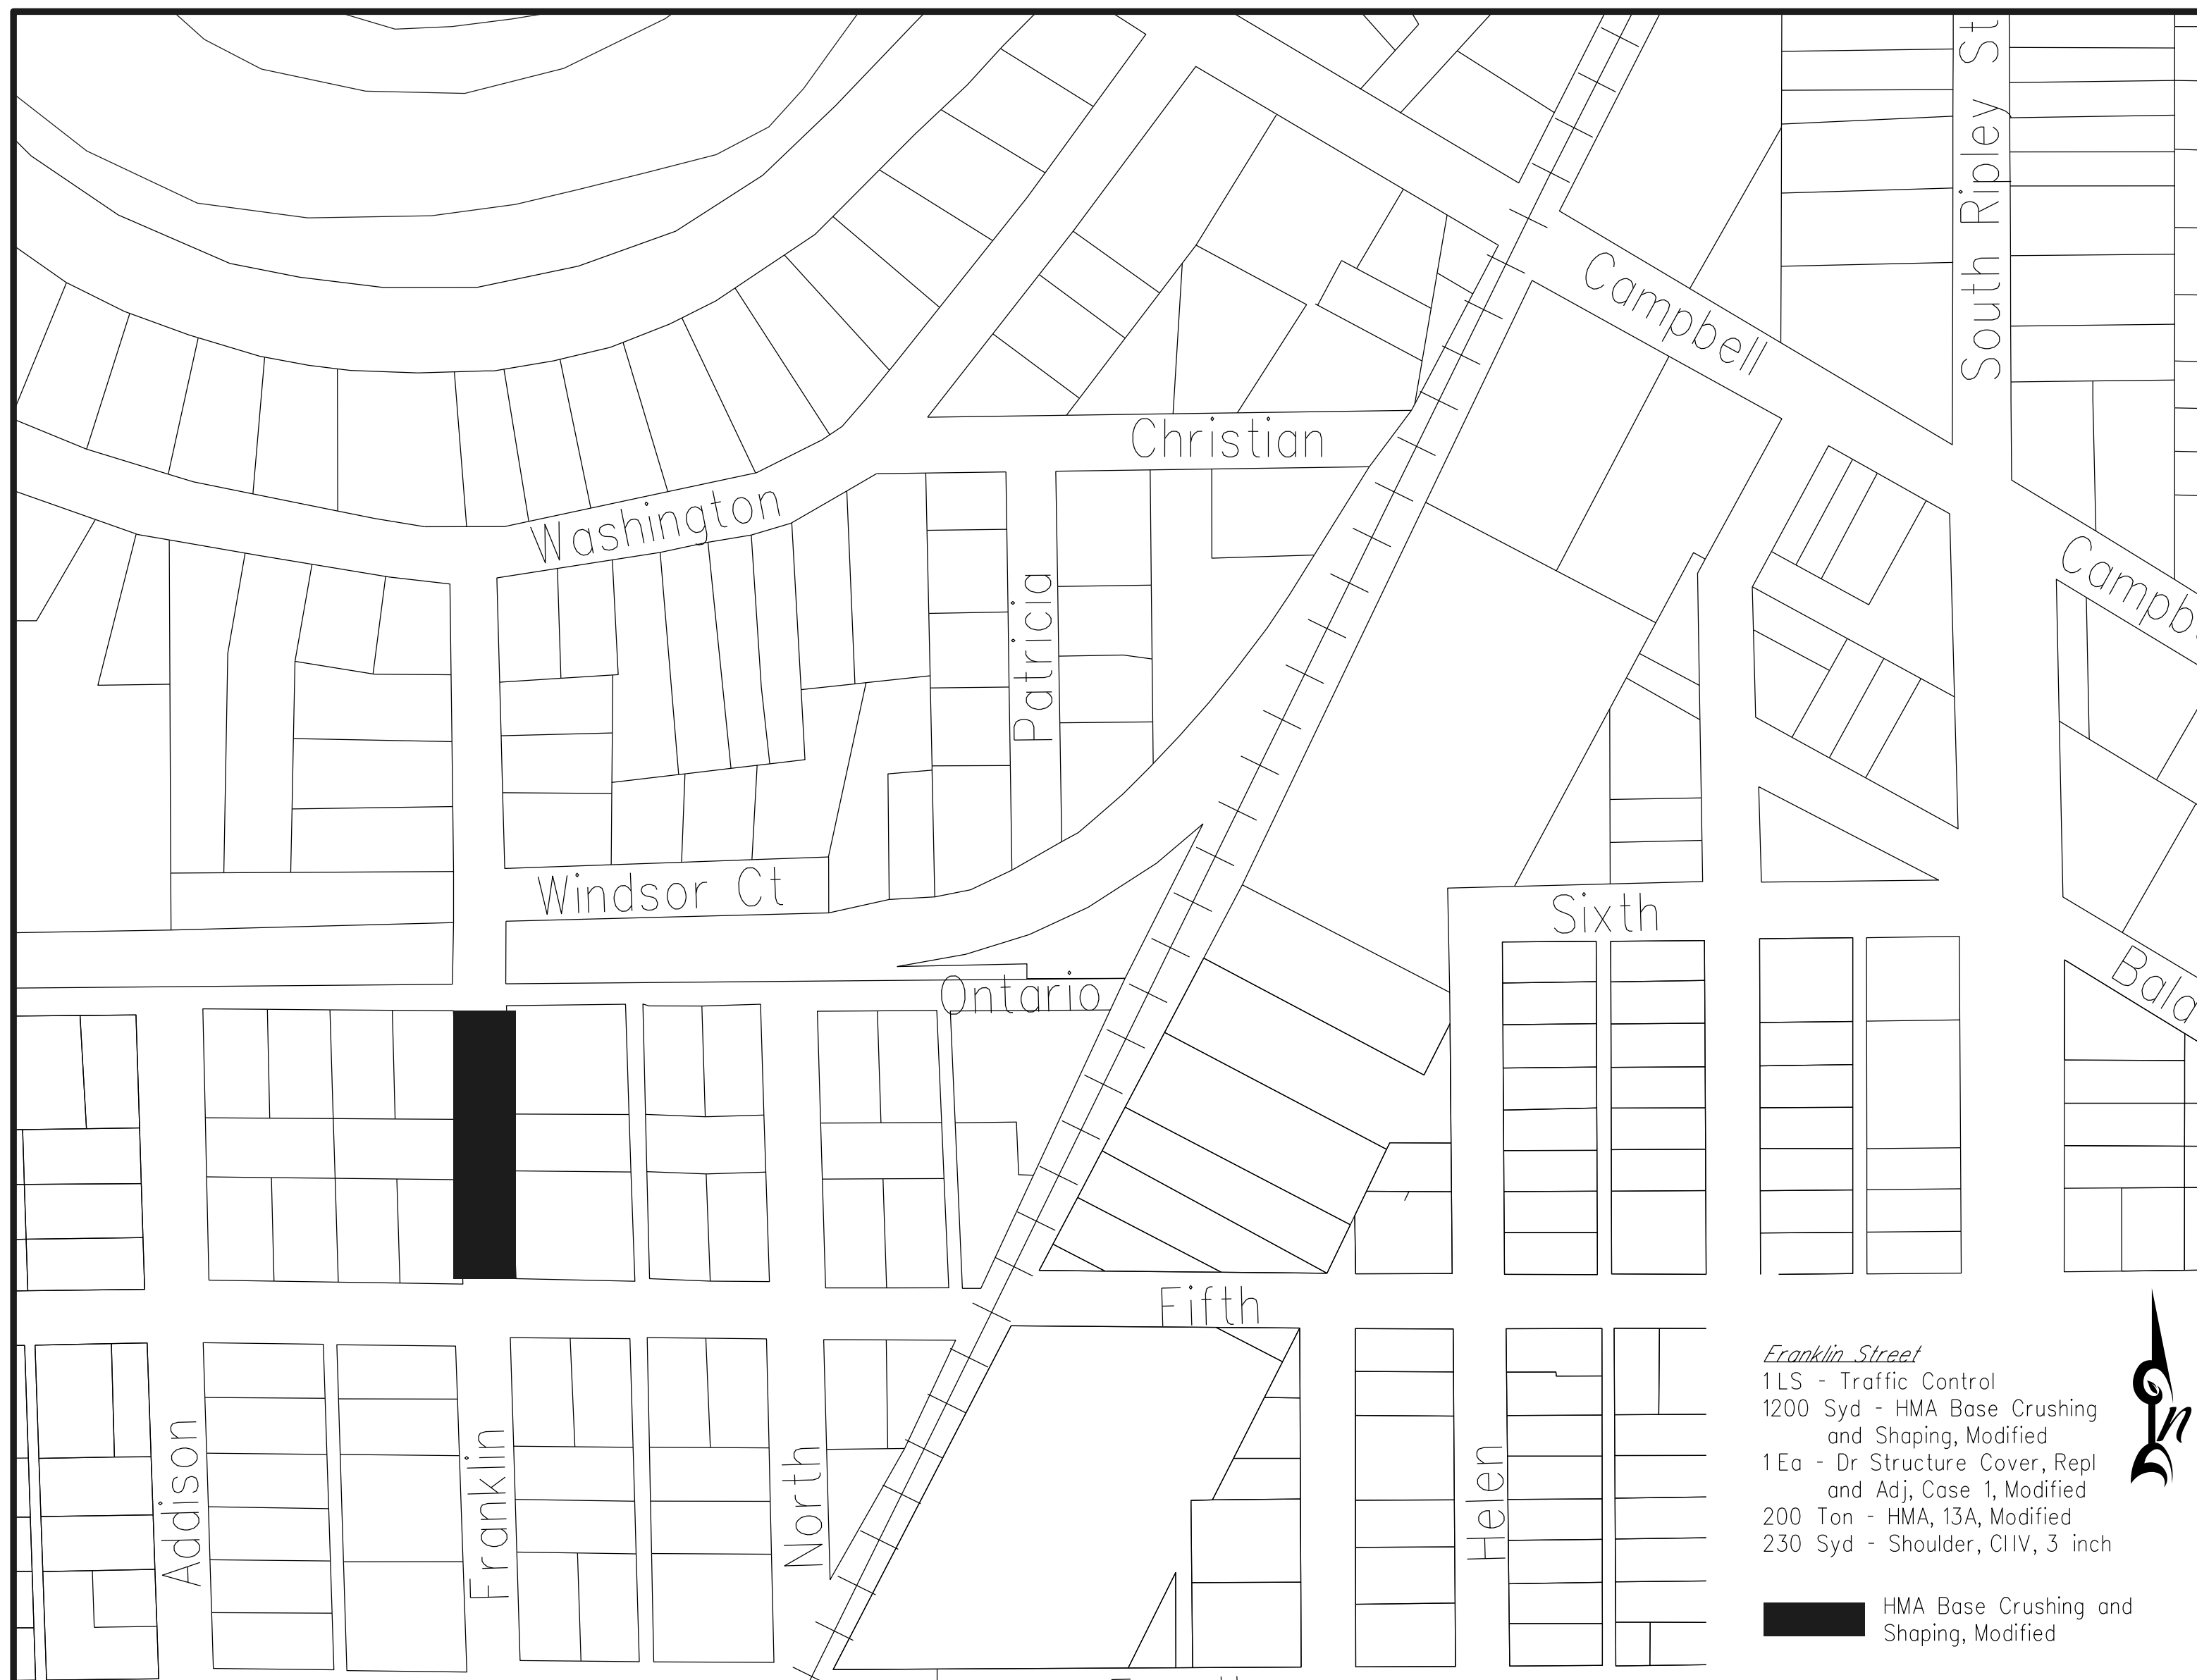 South Ripley St
Campbell
Christian
Washington
Campb
Patricia
Windsor Ct
Sixth
Ontario
Bala
Fifth
Addison
Franklin
North
Helen
Franklin Street
1 LS - Traffic Control
1200 Syd - HMA Base Crushing
and Shaping, Modified
1 Ea - Dr Structure Cover, Repl
and Adj, Case 1, Modified
200 Ton - HMA, 13A, Modified
230 Syd - Shoulder, Cl IV, 3 inch
n
HMA Base Crushing and
Shaping, Modified